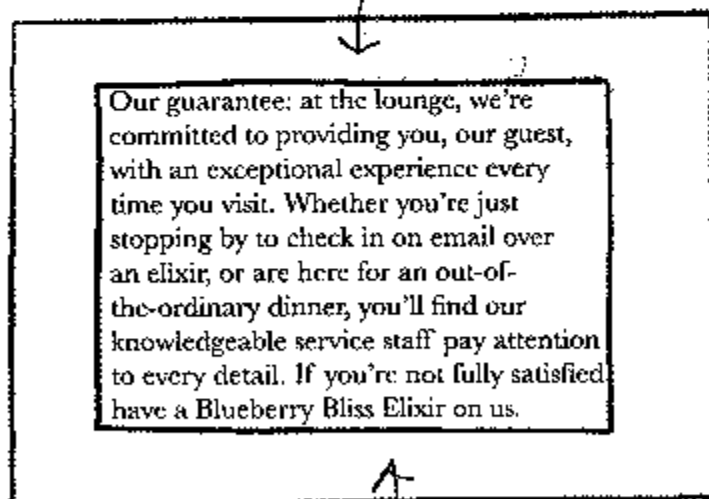 Our guarantee: at the lounge, we're
committed to providing you, our guest,
with an exceptional experience every
time you visit. Whether you're just
stopping by to check in on email over
an elixir, or are here for an out-of-
the-ordinary dinner, you'll find our
knowledgeable service staff pay attention
to every detail. If you're not fully satisfied
have a Blueberry Bliss Elixir on us.